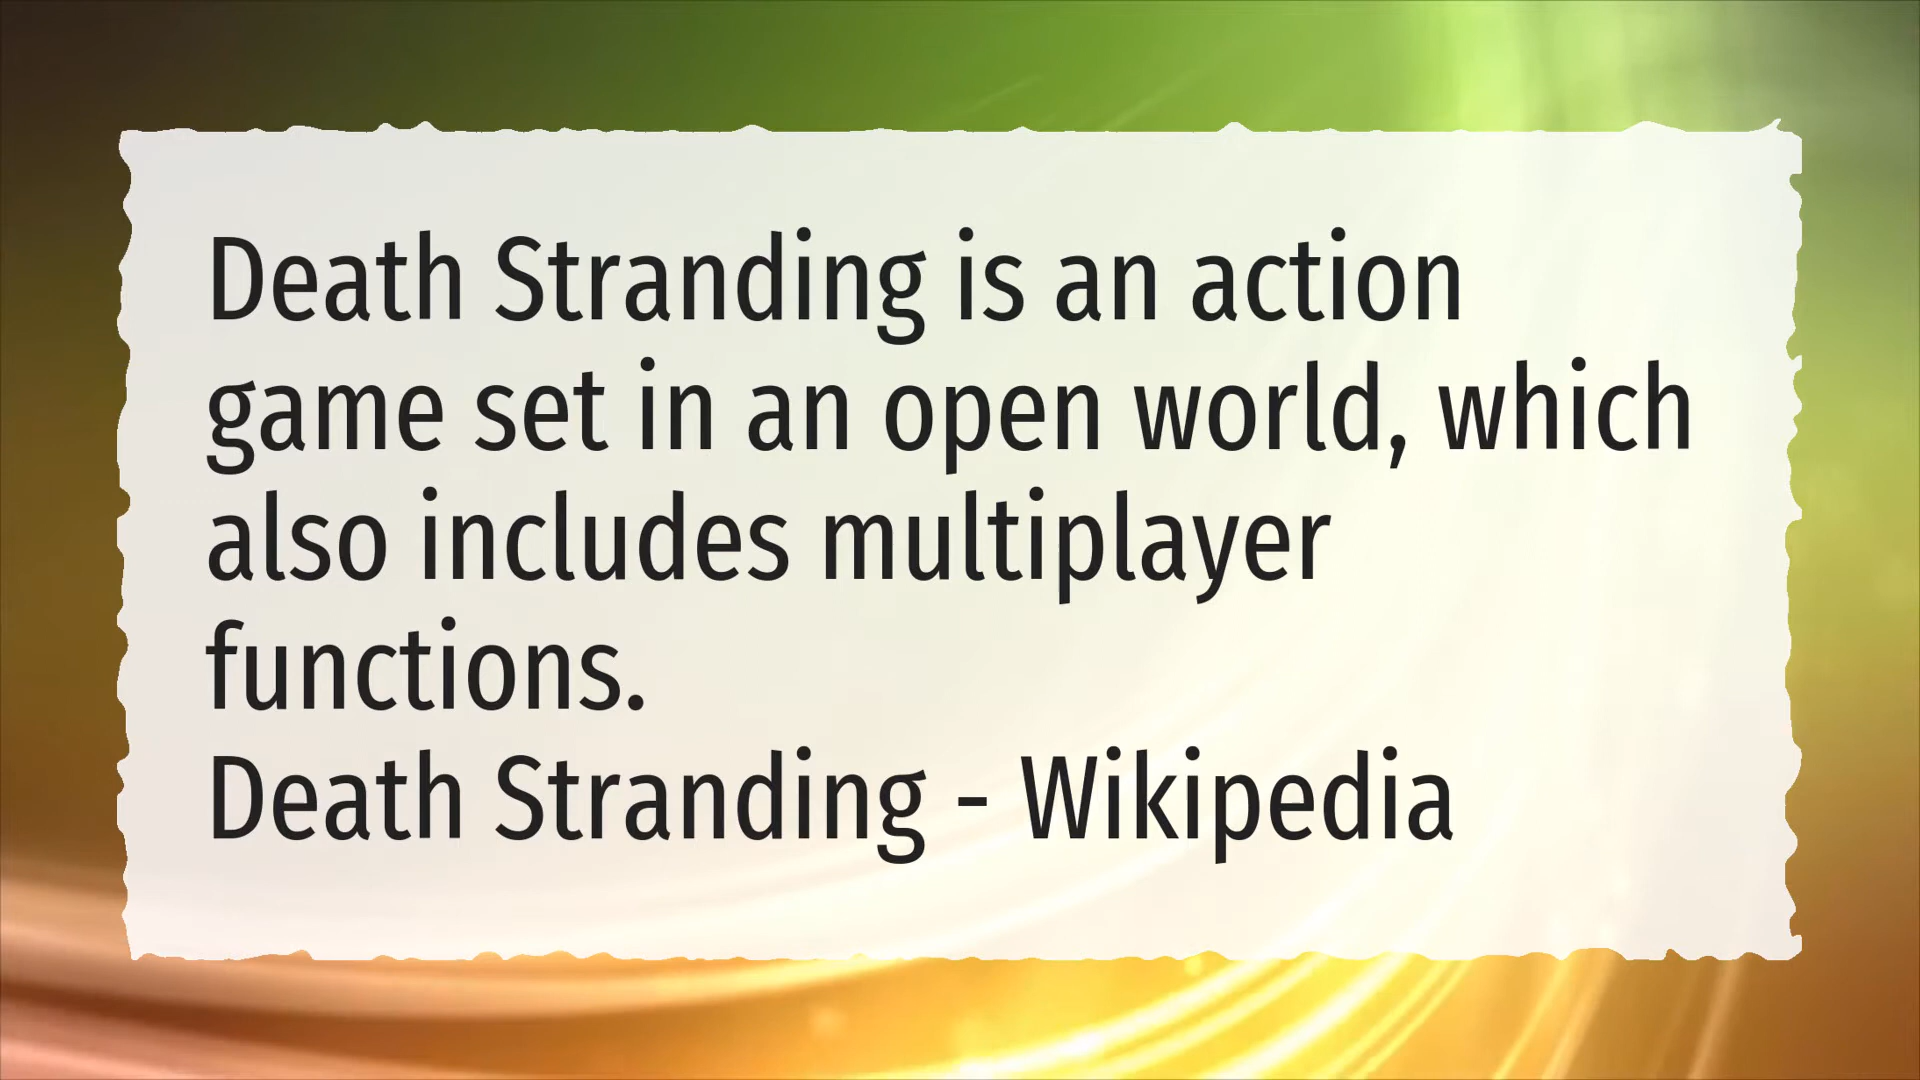 Death Stranding is an action
game set in an open world, which
also includes multiplayer
functions.
Death Stranding - Wikipedia